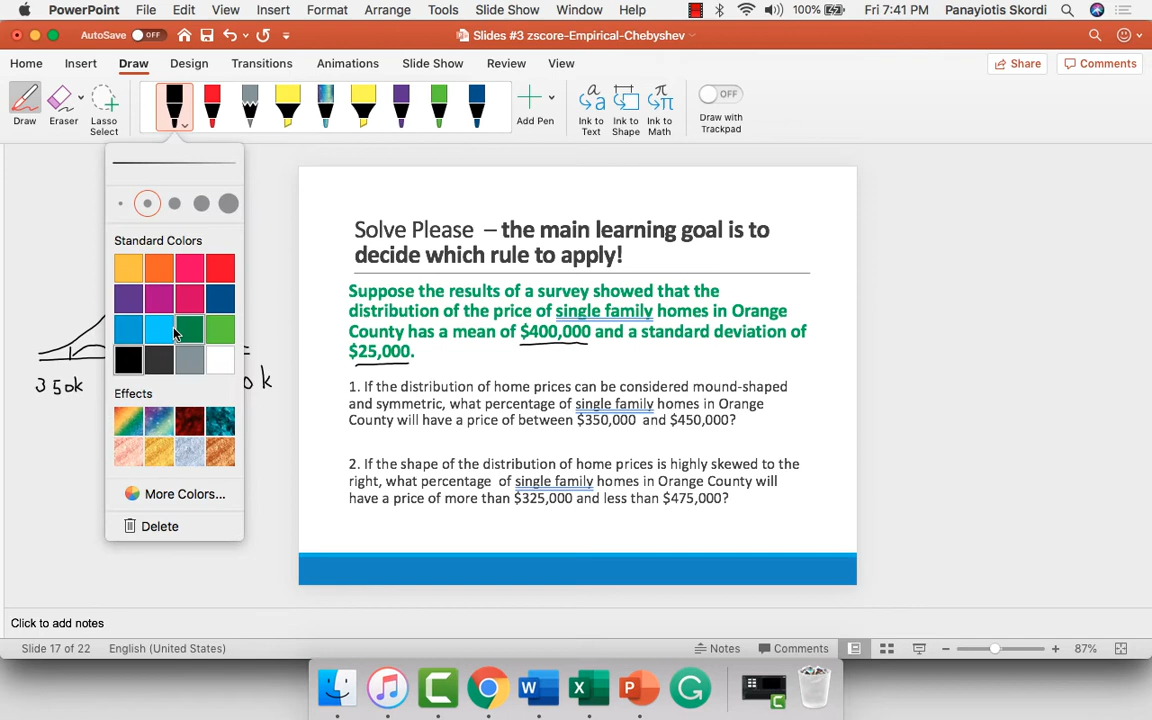 PowerPoint File Edit View Insert Format Arrange Tools Slide Show Window Help 100% Fri 7:41 PM Panayiotis Skordi
AutoSave OFF Slides #3 zscore-Empirical-Chebyshev
Home Insert Draw Design Transitions Animations Slide Show Review View Share Comments
Draw Eraser Lasso Select Add Pen Ink to Text Ink to Shape Ink to Math OFF Draw with Trackpad
Standard Colors
Effects
More Colors...
Delete
350k
0k
Solve Please – the main learning goal is to
decide which rule to apply!
Suppose the results of a survey showed that the
distribution of the price of single family homes in Orange
County has a mean of $400,000 and a standard deviation of
$25,000.
1. If the distribution of home prices can be considered mound-shaped
and symmetric, what percentage of single family homes in Orange
County will have a price of between $350,000 and $450,000?
2. If the shape of the distribution of home prices is highly skewed to the
right, what percentage of single family homes in Orange County will
have a price of more than $325,000 and less than $475,000?
Click to add notes
Slide 17 of 22 English (United States) Notes Comments 87%